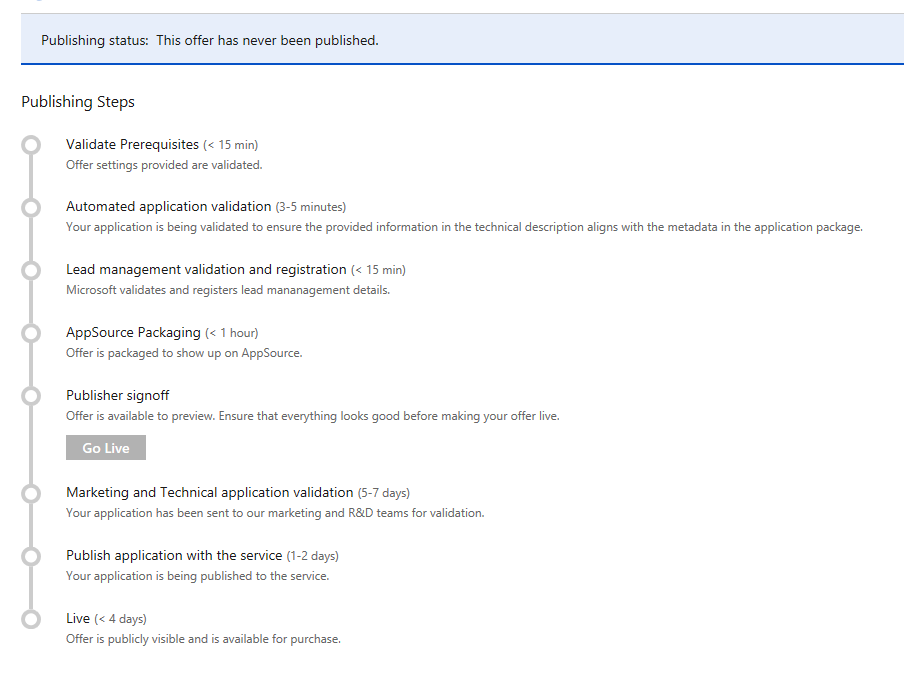 Publishing status: This offer has never been published.
Publishing Steps
Validate Prerequisites (< 15 min)
Offer settings provided are validated.
Automated application validation (3-5 minutes)
Your application is being validated to ensure the provided information in the technical description aligns with the metadata in the application package.
Lead management validation and registration (< 15 min)
Microsoft validates and registers lead mananagement details.
AppSource Packaging (< 1 hour)
Offer is packaged to show up on AppSource.
Publisher signoff
Offer is available to preview. Ensure that everything looks good before making your offer live.
Go Live
Marketing and Technical application validation (5-7 days)
Your application has been sent to our marketing and R&D teams for validation.
Publish application with the service (1-2 days)
Your application is being published to the service.
Live (< 4 days)
Offer is publicly visible and is available for purchase.